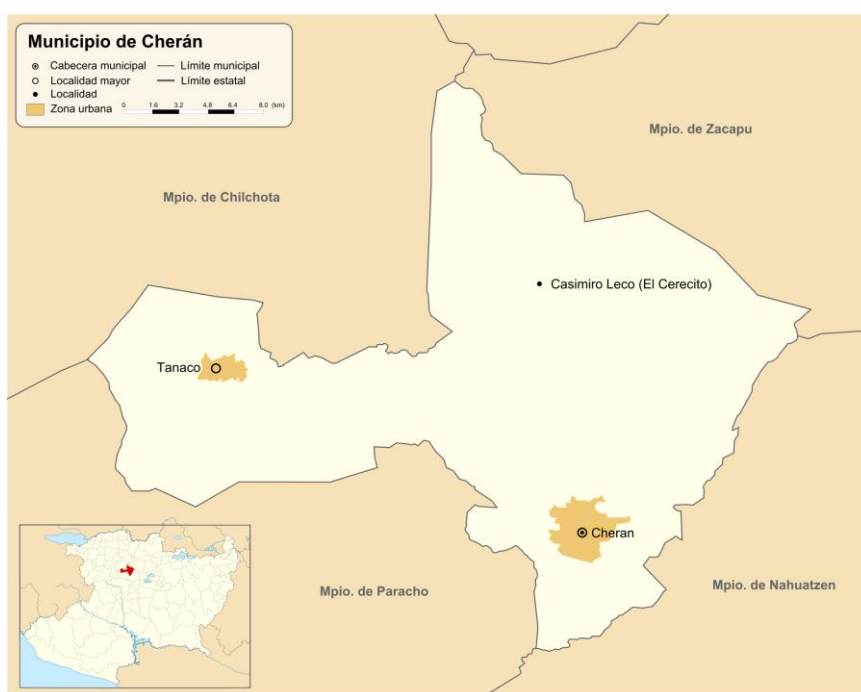 Municipio de Cherán
Cabecera municipal
Límite municipal
Localidad mayor
Límite estatal
Localidad
Zona urbana
0 1.6 3.2 4.8 6.4 8.0 (km)
Mpio. de Zacapu
Mpio. de Chilchota
Casimiro Leco (El Cerecito)
Tanaco
Cheran
Mpio. de Paracho
Mpio. de Nahuatzen